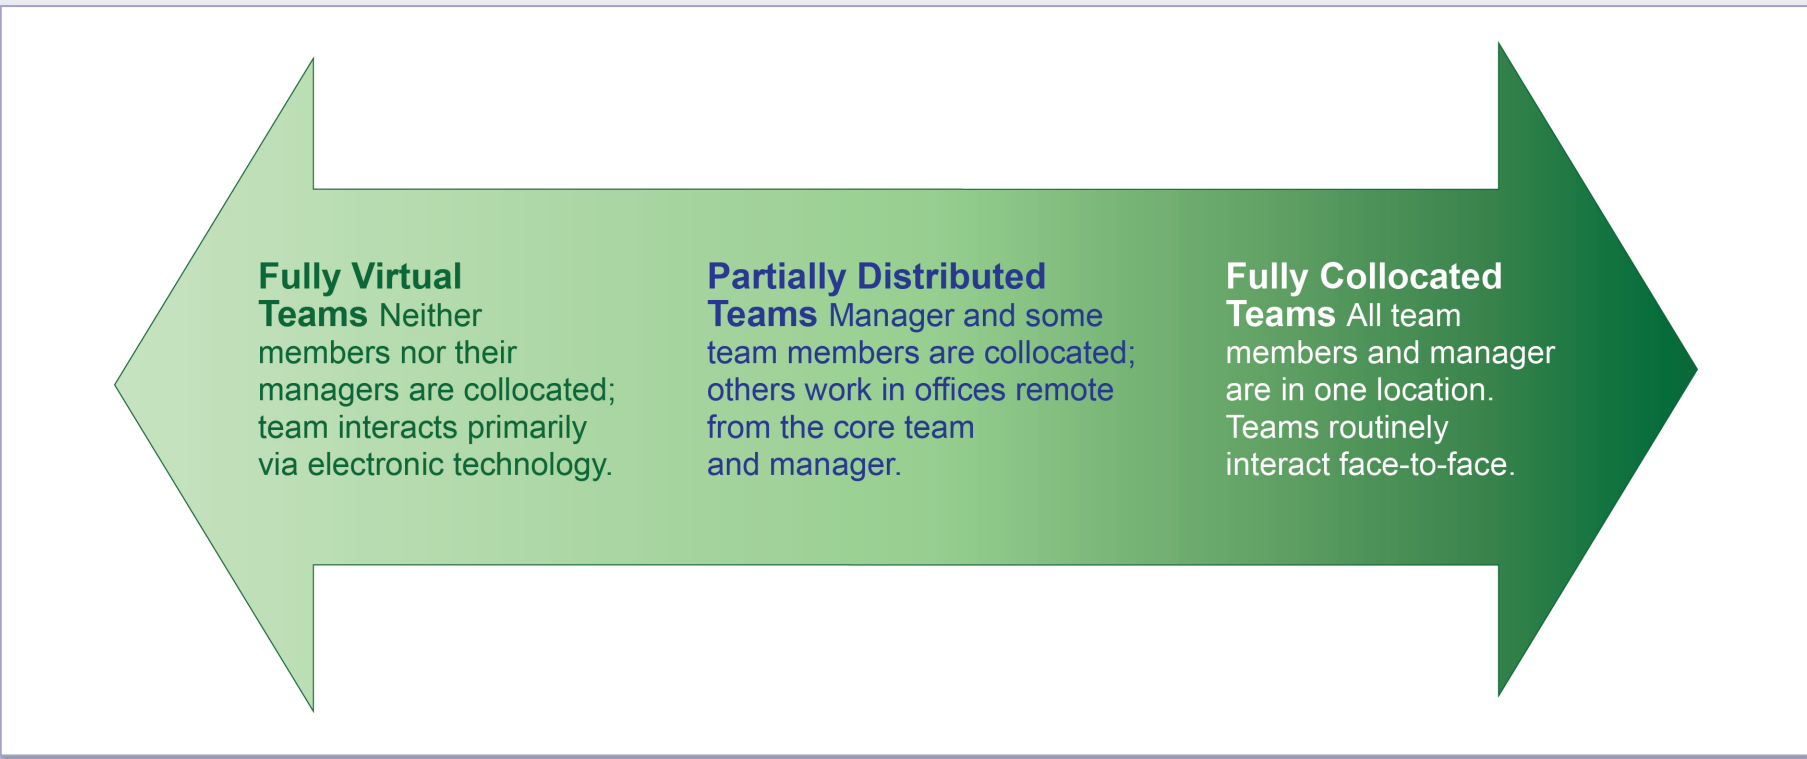 Fully Virtual
Teams Neither
members nor their
managers are collocated;
team interacts primarily
via electronic technology.
Partially Distributed
Teams Manager and some
team members are collocated;
others work in offices remote
from the core team
and manager.
Fully Collocated
Teams All team
members and manager
are in one location.
Teams routinely
interact face-to-face.